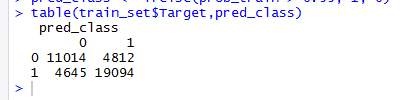 > table(train_set$Target,pred_class)
pred_class
0 1
0 11014 4812
1 4645 19094
>